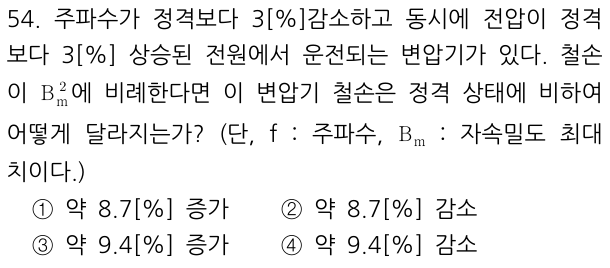 54. 주파수가 정격보다 3[%]감소하고 동시에 전압이 정격
보다 3[%] 상승된 전원에서 운전되는 변압기가 있다. 철손
이 B²ₘ에 비례한다면 이 변압기 철손은 정격 상태에 비하여
어떻게 달라지는가? (단, f : 주파수, Bₘ : 자속밀도 최대
치이다.)
① 약 8.7[%] 증가 ② 약 8.7[%] 감소
③ 약 9.4[%] 증가 ④ 약 9.4[%] 감소